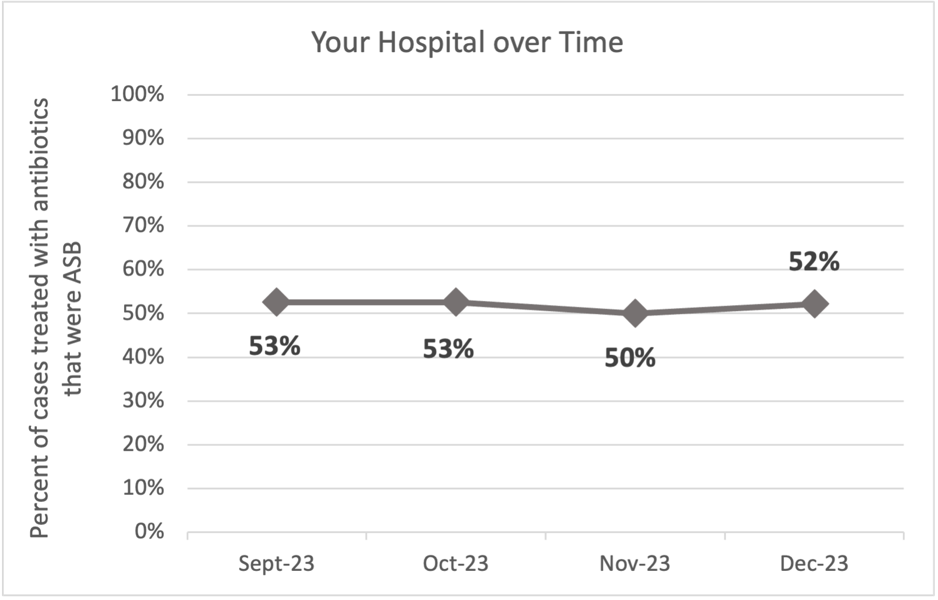 Your Hospital over Time
Percent of cases treated with antibiotics
that were ASB
100%
90%
80%
70%
60%
50%
40%
30%
20%
10%
0%
53%
53%
50%
52%
Sept-23
Oct-23
Nov-23
Dec-23